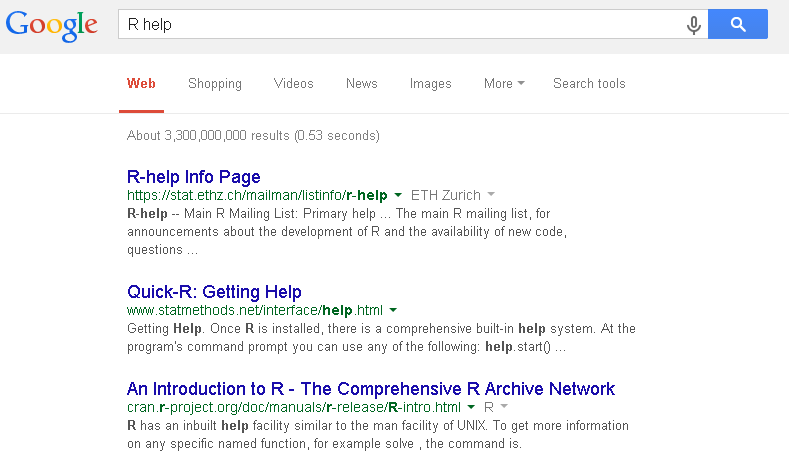 Google R help
Web Shopping Videos News Images More Search tools
About 3,300,000,000 results (0.53 seconds)
R-help Info Page
https://stat.ethz.ch/mailman/listinfo/r-help ETH Zurich
R-help -- Main R Mailing List: Primary help ... The main R mailing list, for
announcements about the development of R and the availability of new code,
questions ...
Quick-R: Getting Help
www.statmethods.net/interface/help.html
Getting Help. Once R is installed, there is a comprehensive built-in help system. At the
program's command prompt you can use any of the following: help.start() ...
An Introduction to R - The Comprehensive R Archive Network
cran.r-project.org/doc/manuals/r-release/R-intro.html R
R has an inbuilt help facility similar to the man facility of UNIX. To get more information
on any specific named function, for example solve , the command is.